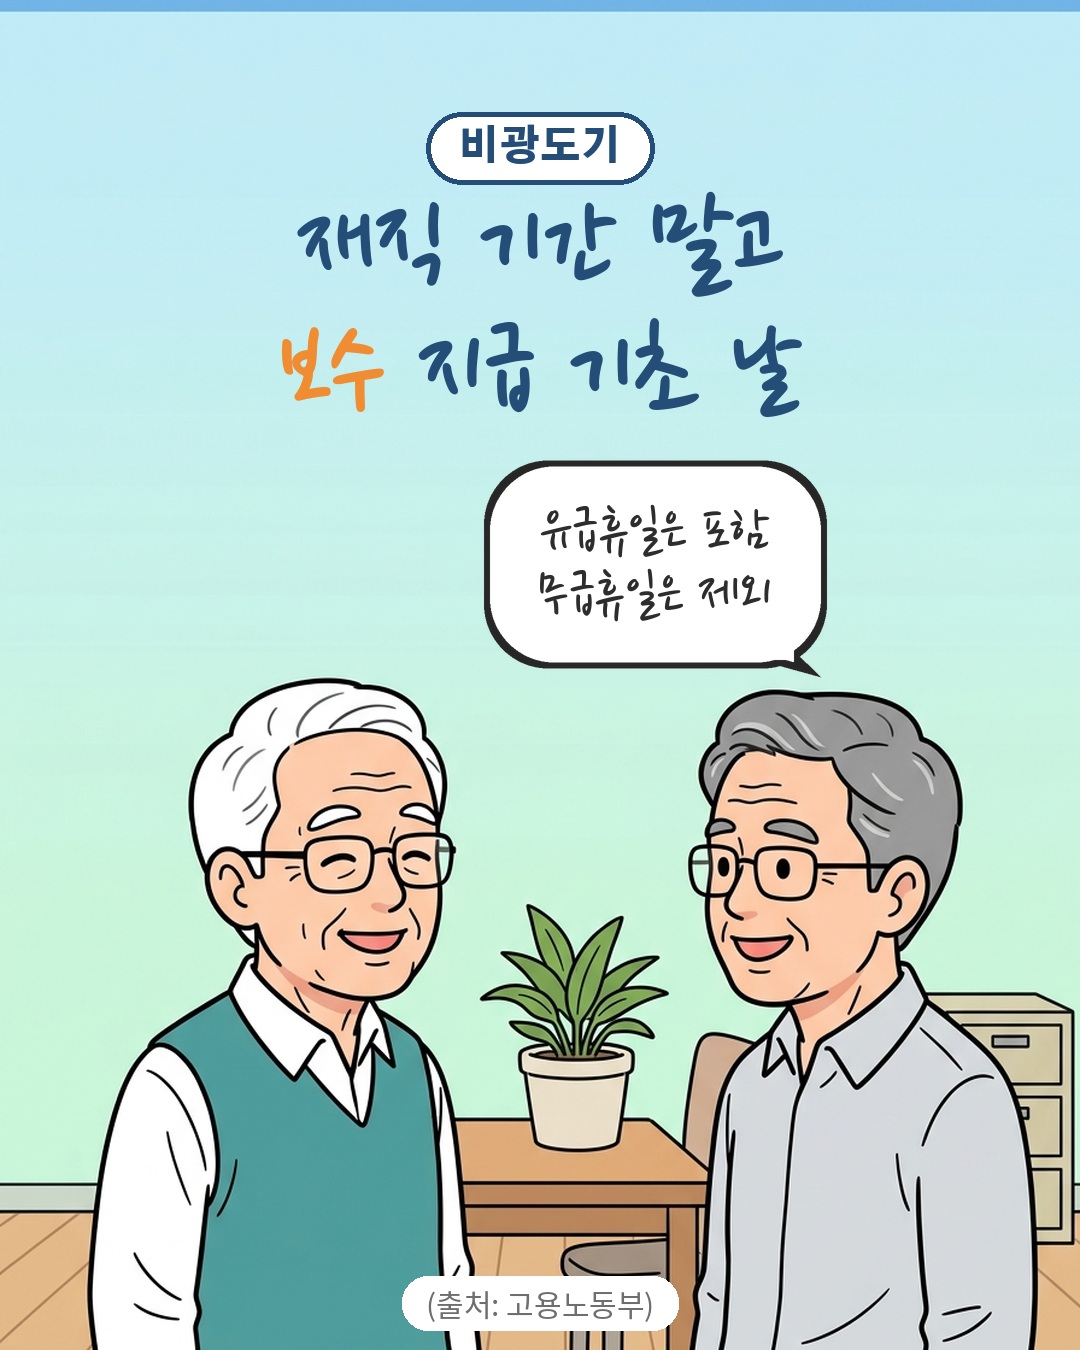 비광도기
재직 기간 말고
보수 지급 기초 날
유급휴일은 포함
무급휴일은 제외
(출처: 고용노동부)